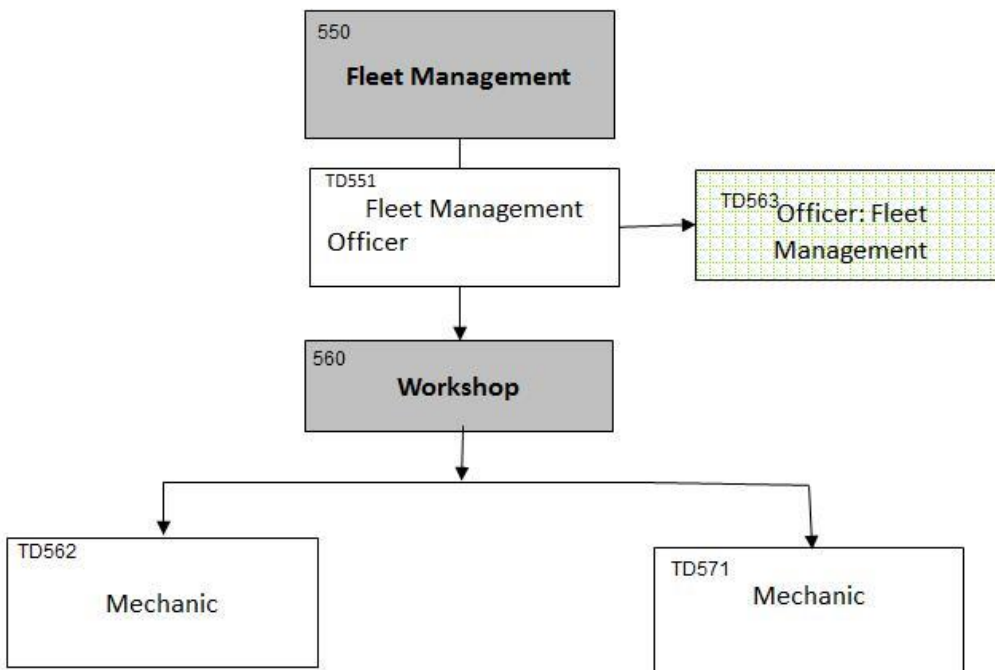 550
Fleet Management
TD551
Fleet Management
Officer
TD563
Officer: Fleet
Management
560
Workshop
TD562
Mechanic
TD571
Mechanic